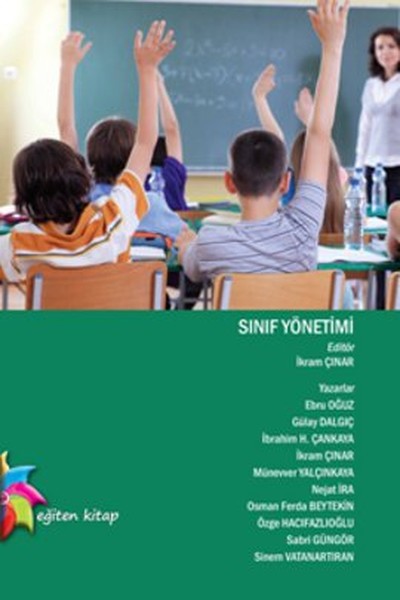 SINIF YÖNETİMİ
Editör
İkram ÇINAR
Yazarlar
Ebru OĞUZ
Gülay DALGIÇ
İbrahim H. ÇANKAYA
İkram ÇINAR
Münevver YALÇINKAYA
Nejat İRA
Osman Ferda BEYTEKİN
Özge HACIFAZLIOĞLU
Sabri GÜNGÖR
Sinem VATANARTIRAN
eğiten kitap